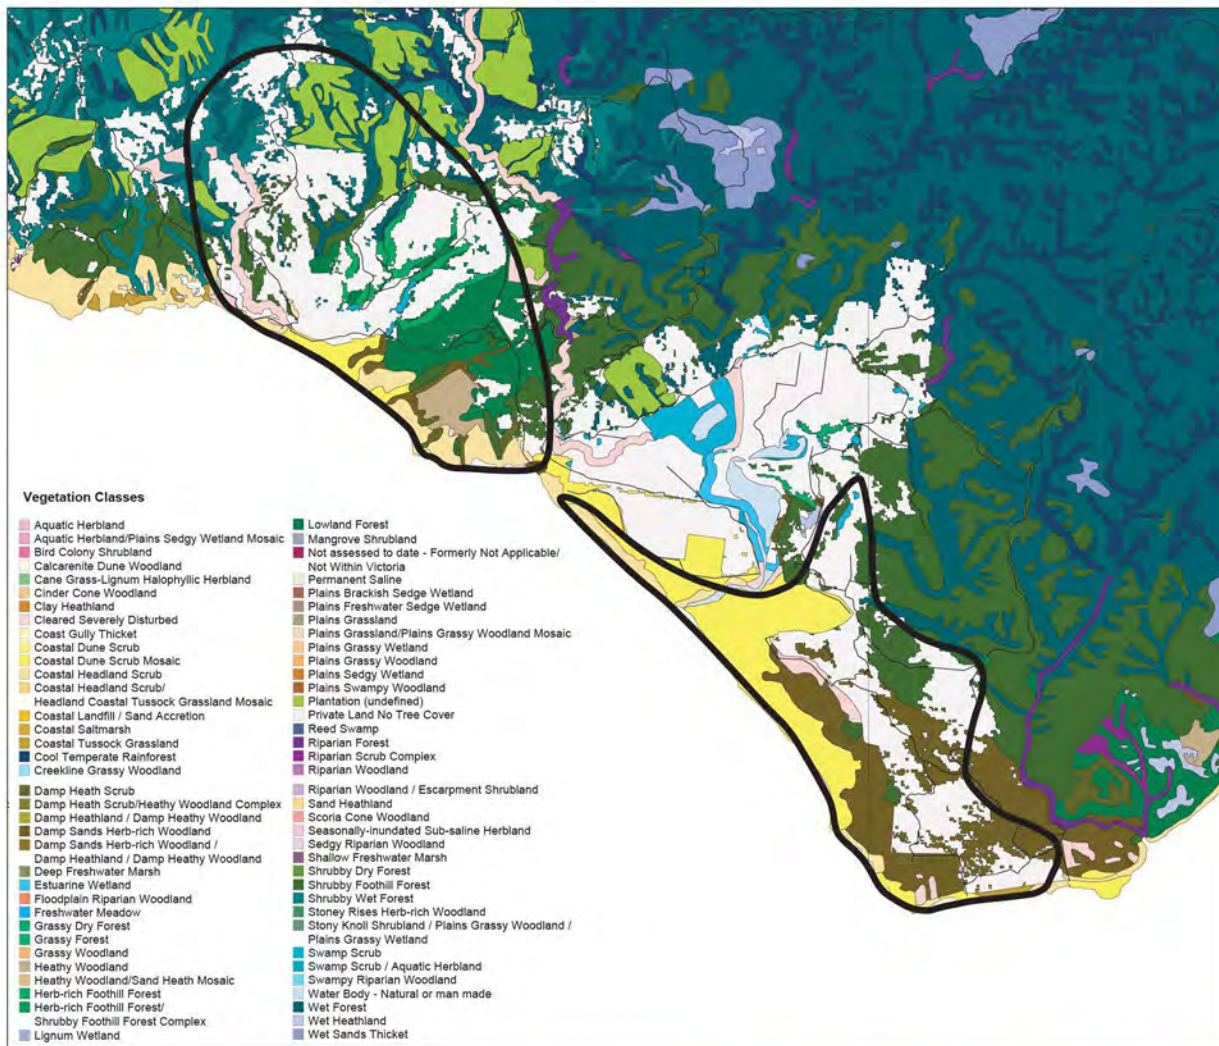 Vegetation Classes
Aquatic Herbland
Aquatic Herbland/Plains Sedgy Wetland Mosaic
Bird Colony Shrubland
Calcarenite Dune Woodland
Cane Grass-Lignum Halophyllic Herbland
Cinder Cone Woodland
Clay Heathland
Cleared Severely Disturbed
Coast Gully Thicket
Coastal Dune Scrub
Coastal Dune Scrub Mosaic
Coastal Headland Scrub
Coastal Headland Scrub/
Headland Coastal Tussock Grassland Mosaic
Coastal Landfill / Sand Accretion
Coastal Saltmarsh
Coastal Tussock Grassland
Cool Temperate Rainforest
Creekline Grassy Woodland
Damp Heath Scrub
Damp Heath Scrub/Heathy Woodland Complex
Damp Heathland / Damp Heathy Woodland
Damp Sands Herb-rich Woodland
Damp Sands Herb-rich Woodland /
Damp Heathland / Damp Heathy Woodland
Deep Freshwater Marsh
Estuarine Wetland
Floodplain Riparian Woodland
Freshwater Meadow
Grassy Dry Forest
Grassy Forest
Grassy Woodland
Heathy Woodland
Heathy Woodland/Sand Heath Mosaic
Herb-rich Foothill Forest
Herb-rich Foothill Forest/
Shrubby Foothill Forest Complex
Lignum Wetland
Lowland Forest
Mangrove Shrubland
Not assessed to date - Formerly Not Applicable/
Not Within Victoria
Permanent Saline
Plains Brackish Sedge Wetland
Plains Freshwater Sedge Wetland
Plains Grassland
Plains Grassland/Plains Grassy Woodland Mosaic
Plains Grassy Wetland
Plains Grassy Woodland
Plains Sedgy Wetland
Plains Swampy Woodland
Plantation (undefined)
Private Land No Tree Cover
Reed Swamp
Riparian Forest
Riparian Scrub Complex
Riparian Woodland
Riparian Woodland / Escarpment Shrubland
Sand Heathland
Scoria Cone Woodland
Seasonally-inundated Sub-saline Herbland
Sedgy Riparian Woodland
Shallow Freshwater Marsh
Shrubby Dry Forest
Shrubby Foothill Forest
Shrubby Wet Forest
Stoney Rises Herb-rich Woodland
Stony Knoll Shrubland / Plains Grassy Woodland /
Plains Grassy Wetland
Swamp Scrub
Swamp Scrub / Aquatic Herbland
Swampy Riparian Woodland
Water Body - Natural or man made
Wet Forest
Wet Heathland
Wet Sands Thicket